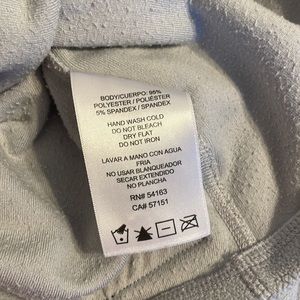 BODY/CUERPO: 95%
POLYESTER / POLIÉSTER
5% SPANDEX / SPANDEX
HAND WASH COLD
DO NOT BLEACH
DRY FLAT
DO NOT IRON
LAVAR A MANO CON AGUA
FRIA
NO USAR BLANQUEADOR
SECAR EXTENDIDO
NO PLANCHA
RN# 54163
CA# 57151